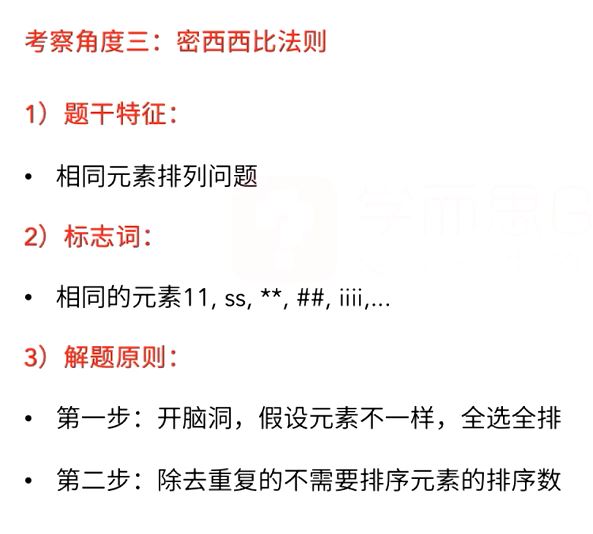 考察角度三：密西西比法则
1）题干特征：
• 相同元素排列问题
2）标志词：
• 相同的元素11, ss, **, ##, iiii,...
3）解题原则：
• 第一步：开脑洞，假设元素不一样，全选全排
• 第二步：除去重复的不需要排序元素的排序数